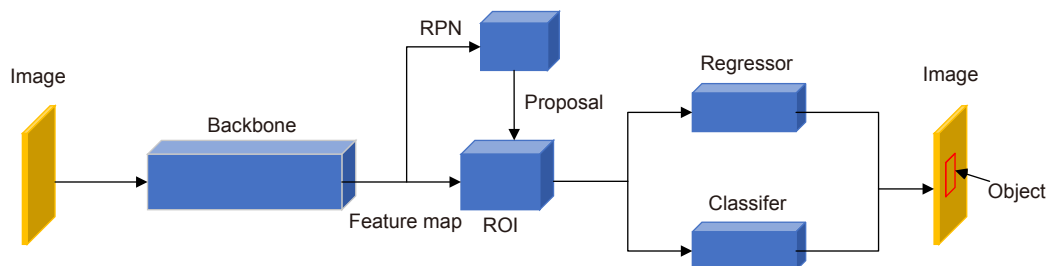 Image
Backbone
Feature map
RPN
Proposal
ROI
Regressor
Classifer
Image
Object